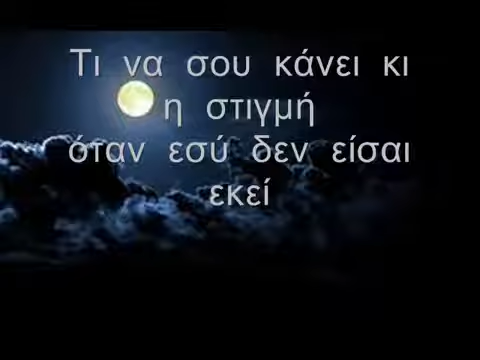 Τι να σου κάνει κι
η στιγμή
όταν εσύ δεν είσαι
εκεί